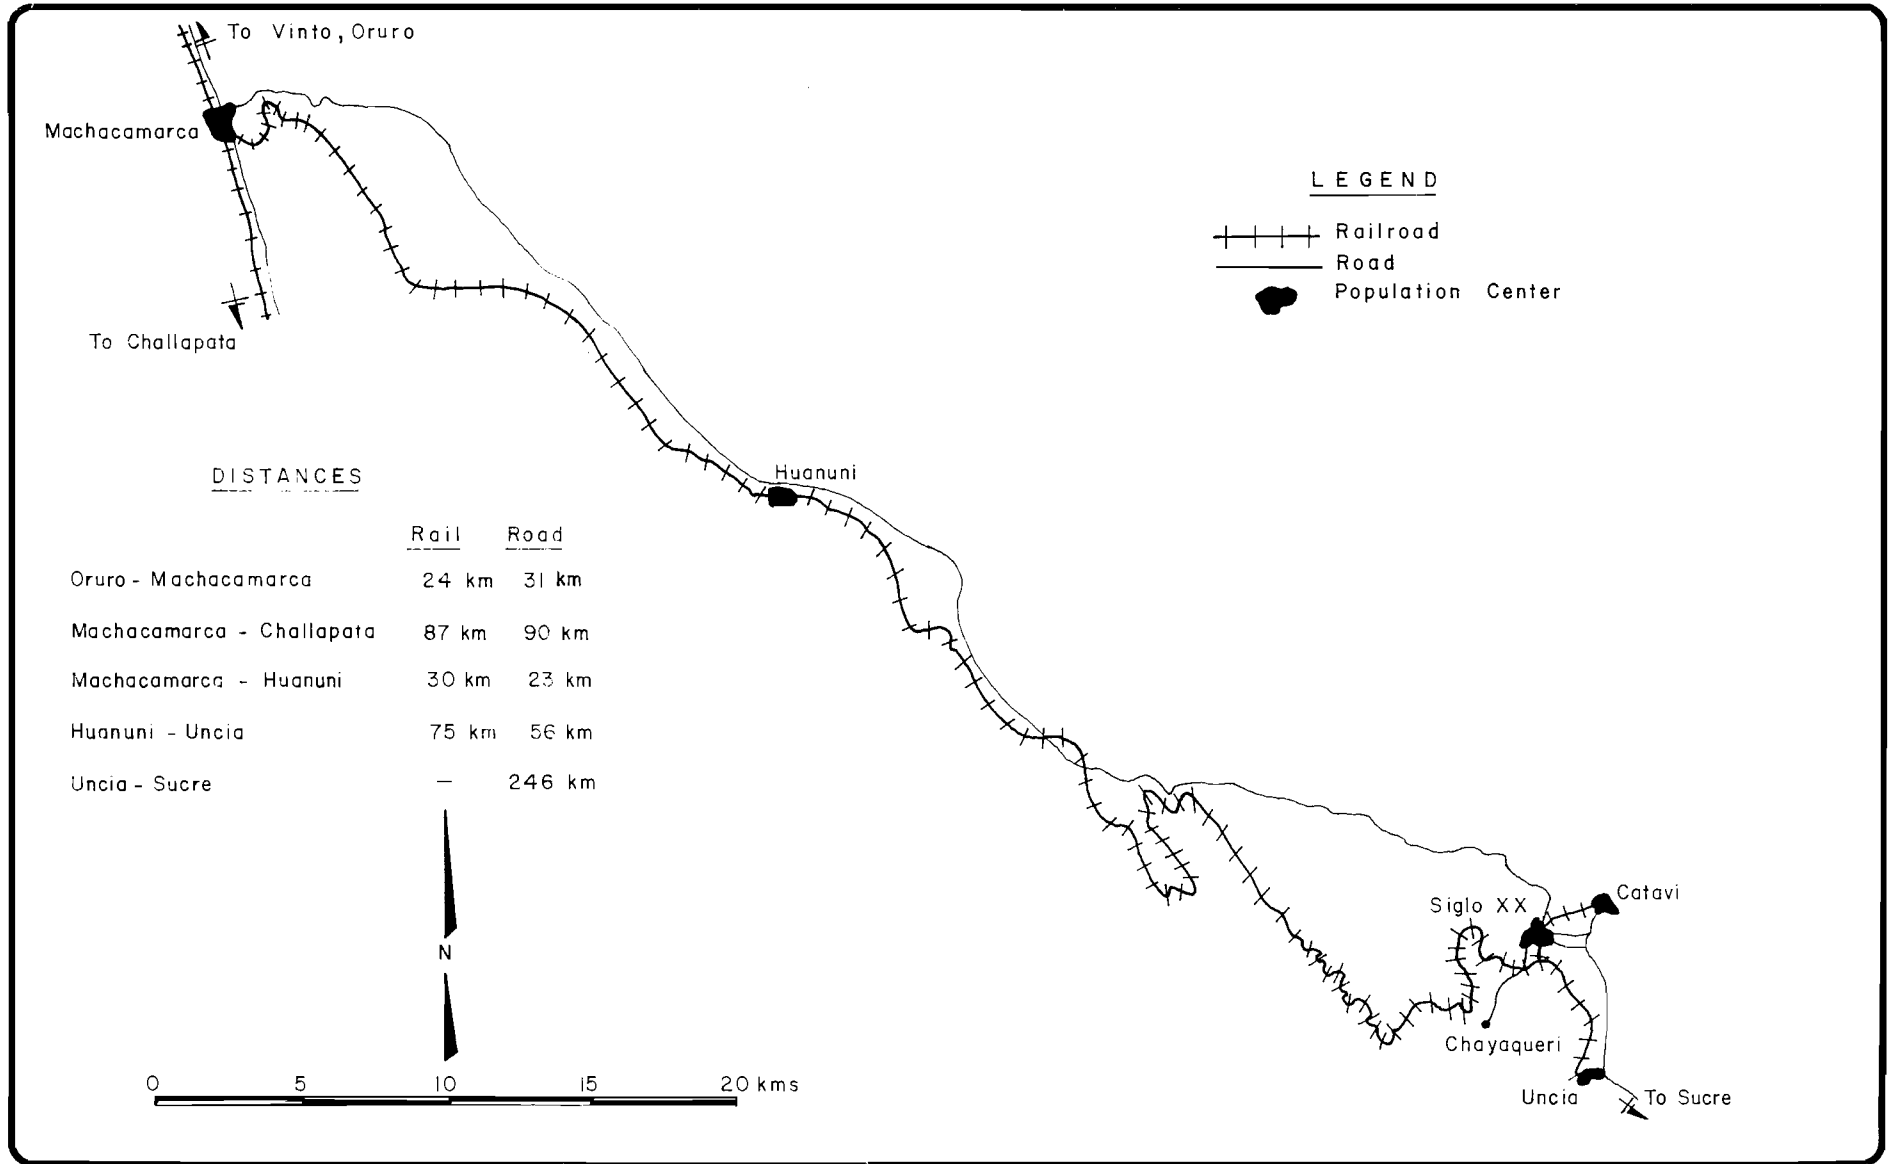 To Vinto, Oruro
Machacamarca
To Challapata
LEGEND
Railroad
Road
Population Center
Huanuni
DISTANCES
Rail Road
Oruro - Machacamarca 24 km 31 km
Machacamarca - Challapata 87 km 90 km
Machacamarca - Huanuni 30 km 23 km
Huanuni - Uncia 75 km 56 km
Uncia - Sucre — 246 km
Catavi
Siglo XX
N
Chayaqueri
Uncia
To Sucre
0 5 10 15 20 kms